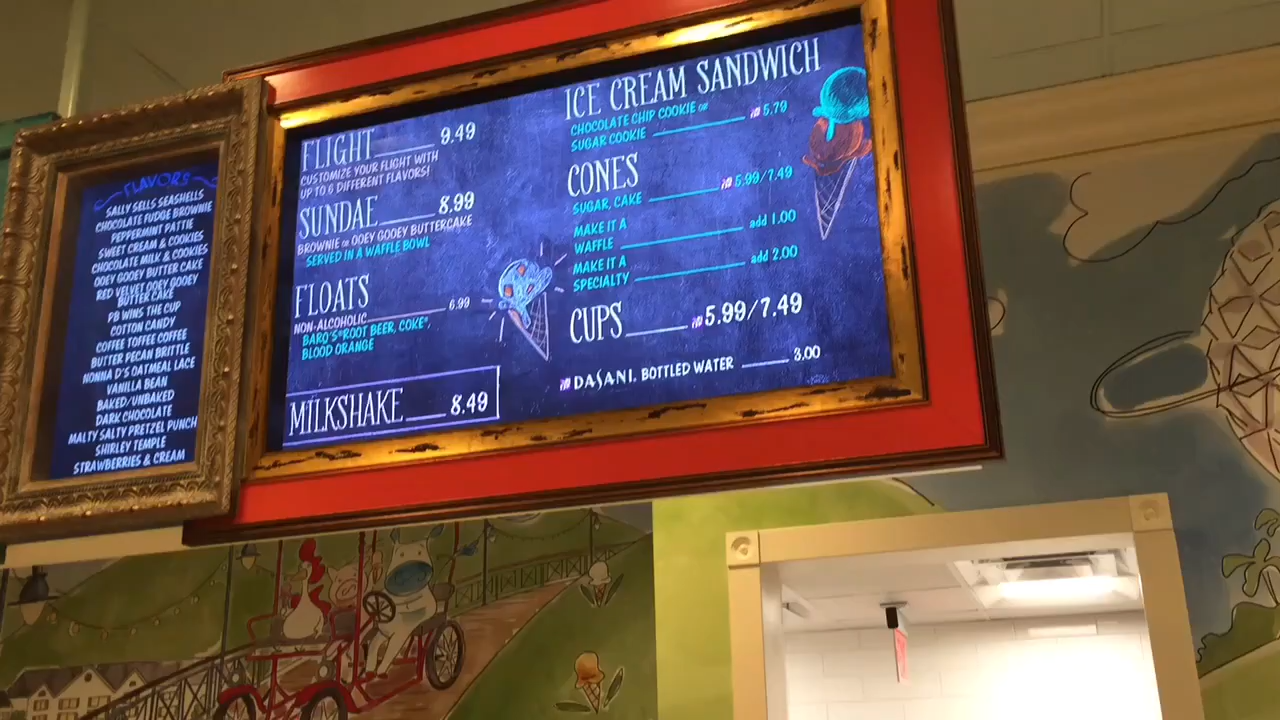 FLAVORS
SALLY SELLS SEASHELLS
CHOCOLATE FUDGE BROWNIE
PEPPERMINT PATTIE
SWEET CREAM & COOKIES
CHOCOLATE MILK & COOKIES
OOEY GOOEY BUTTER CAKE
RED VELVET OOEY GOOEY
BUTTER CAKE
PB WINS THE CUP
COTTON CANDY
COFFEE TOFFEE COFFEE
BUTTER PECAN BRITTLE
NONNA D'S OATMEAL LACE
VANILLA BEAN
BAKED/UNBAKED
DARK CHOCOLATE
MALTY SALTY PRETZEL PUNCH
SHIRLEY TEMPLE
STRAWBERRIES & CREAM
FLIGHT 9.49
CUSTOMIZE YOUR FLIGHT WITH
UP TO 6 DIFFERENT FLAVORS!
SUNDAE 8.99
BROWNIE OR OOEY GOOEY BUTTERCAKE
SERVED IN A WAFFLE BOWL
FLOATS
NON-ALCOHOLIC 6.99
BARQ'S® ROOT BEER, COKE®,
BLOOD ORANGE
MILKSHAKE 8.49
ICE CREAM SANDWICH
CHOCOLATE CHIP COOKIE OR
SUGAR COOKIE 5.79
CONES
SUGAR, CAKE 5.99/7.49
MAKE IT A
WAFFLE add 1.00
MAKE IT A
SPECIALTY add 2.00
CUPS 5.99/7.49
DASANI. BOTTLED WATER 3.00